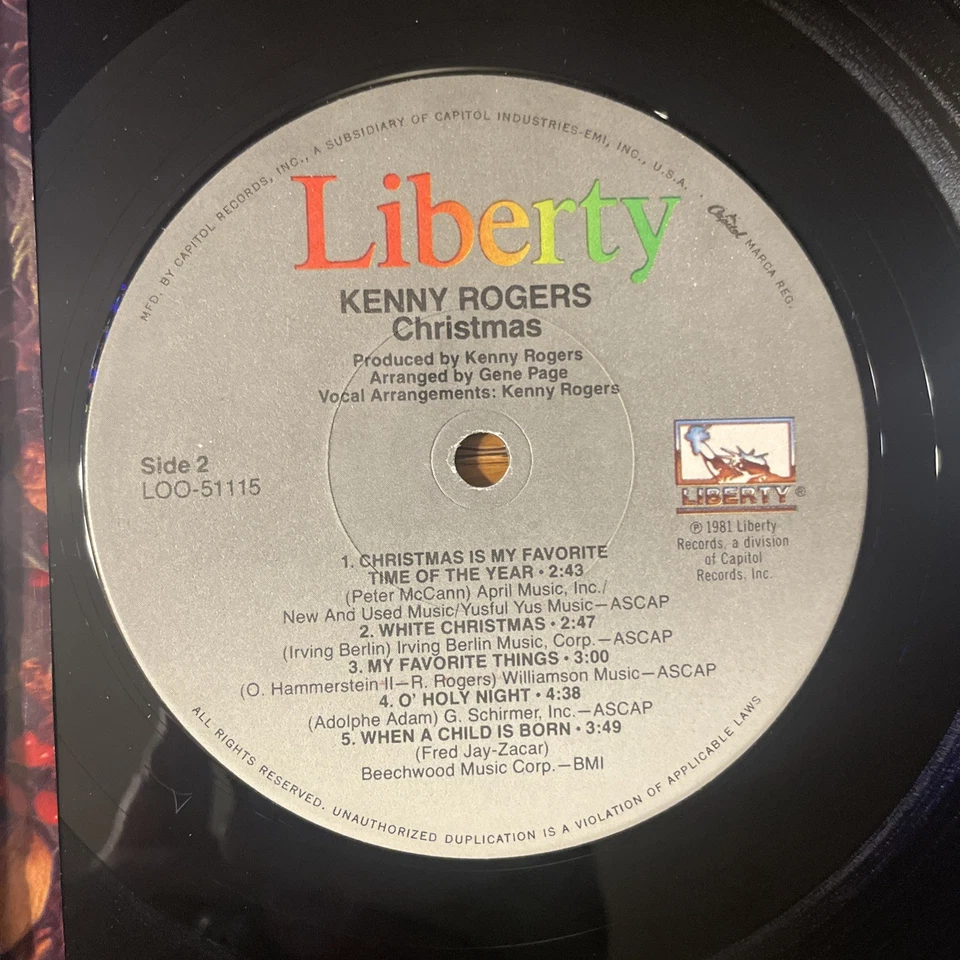 MFD. BY CAPITOL RECORDS, INC., A SUBSIDIARY OF CAPITOL INDUSTRIES-EMI, INC., U.S.A. . Capitol MARCA REG.
Liberty
KENNY ROGERS
Christmas
Produced by Kenny Rogers
Arranged by Gene Page
Vocal Arrangements: Kenny Rogers
Side 2
LOO-51115
LIBERTY ®
℗ 1981 Liberty
Records, a division
of Capitol
Records, Inc.
1. CHRISTMAS IS MY FAVORITE
TIME OF THE YEAR • 2:43
(Peter McCann) April Music, Inc./
New And Used Music/Yusful Yus Music—ASCAP
2. WHITE CHRISTMAS • 2:47
(Irving Berlin) Irving Berlin Music, Corp.—ASCAP
3. MY FAVORITE THINGS • 3:00
(O. Hammerstein II—R. Rogers) Williamson Music—ASCAP
4. O' HOLY NIGHT • 4:38
(Adolphe Adam) G. Schirmer, Inc.—ASCAP
5. WHEN A CHILD IS BORN • 3:49
(Fred Jay-Zacar)
Beechwood Music Corp.—BMI
ALL RIGHTS RESERVED. UNAUTHORIZED DUPLICATION IS A VIOLATION OF APPLICABLE LAWS